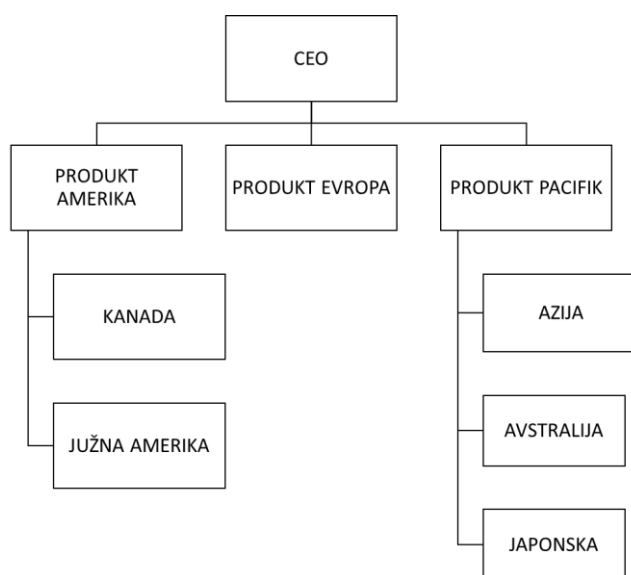 CEO
PRODUKT
AMERIKA
PRODUKT EVROPA
PRODUKT PACIFIK
KANADA
JUŽNA AMERIKA
AZIJA
AVSTRALIJA
JAPONSKA